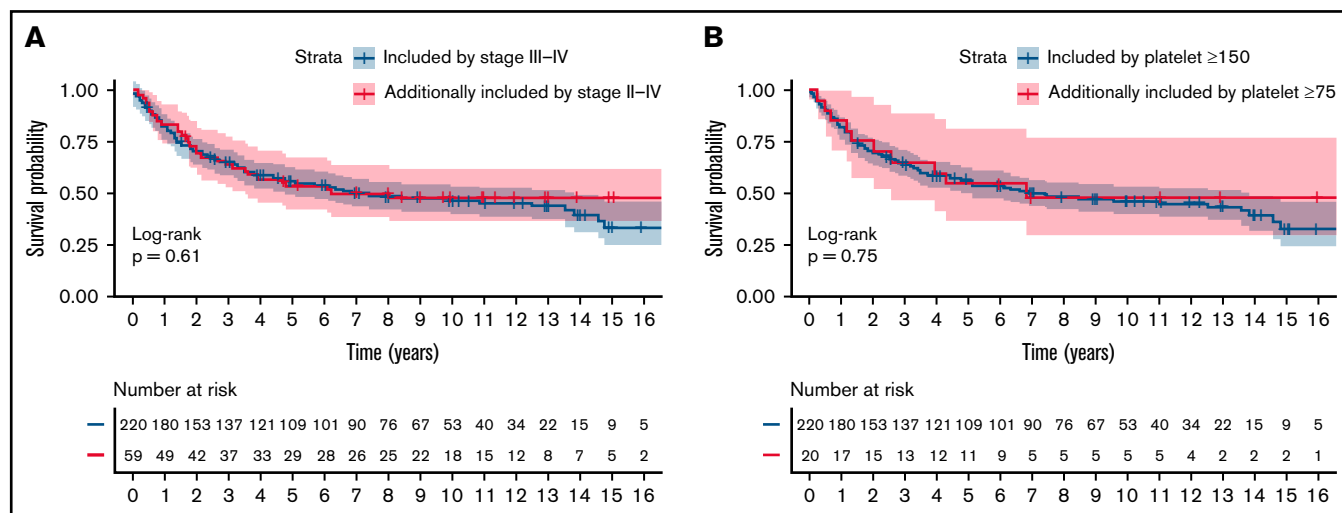 A
Strata
Included by stage III–IV
Additionally included by stage II–IV
Survival probability
1.00
0.75
0.50
0.25
0.00
Log-rank
p = 0.61
0 1 2 3 4 5 6 7 8 9 10 11 12 13 14 15 16
Time (years)
Number at risk
220 180 153 137 121 109 101 90 76 67 53 40 34 22 15 9 5
59 49 42 37 33 29 28 26 25 22 18 15 12 8 7 5 2
0 1 2 3 4 5 6 7 8 9 10 11 12 13 14 15 16
B
Strata
Included by platelet ≥150
Additionally included by platelet ≥75
Survival probability
1.00
0.75
0.50
0.25
0.00
Log-rank
p = 0.75
0 1 2 3 4 5 6 7 8 9 10 11 12 13 14 15 16
Time (years)
Number at risk
220 180 153 137 121 109 101 90 76 67 53 40 34 22 15 9 5
20 17 15 13 12 11 9 5 5 5 5 5 4 2 2 2 1
0 1 2 3 4 5 6 7 8 9 10 11 12 13 14 15 16